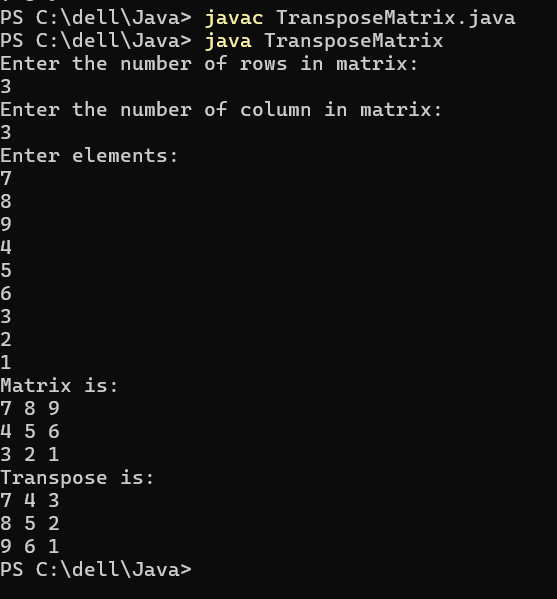 PS C:\dell\Java> javac TransposeMatrix.java
PS C:\dell\Java> java TransposeMatrix
Enter the number of rows in matrix:
3
Enter the number of column in matrix:
3
Enter elements:
7
8
9
4
5
6
3
2
1
Matrix is:
7 8 9
4 5 6
3 2 1
Transpose is:
7 4 3
8 5 2
9 6 1
PS C:\dell\Java>